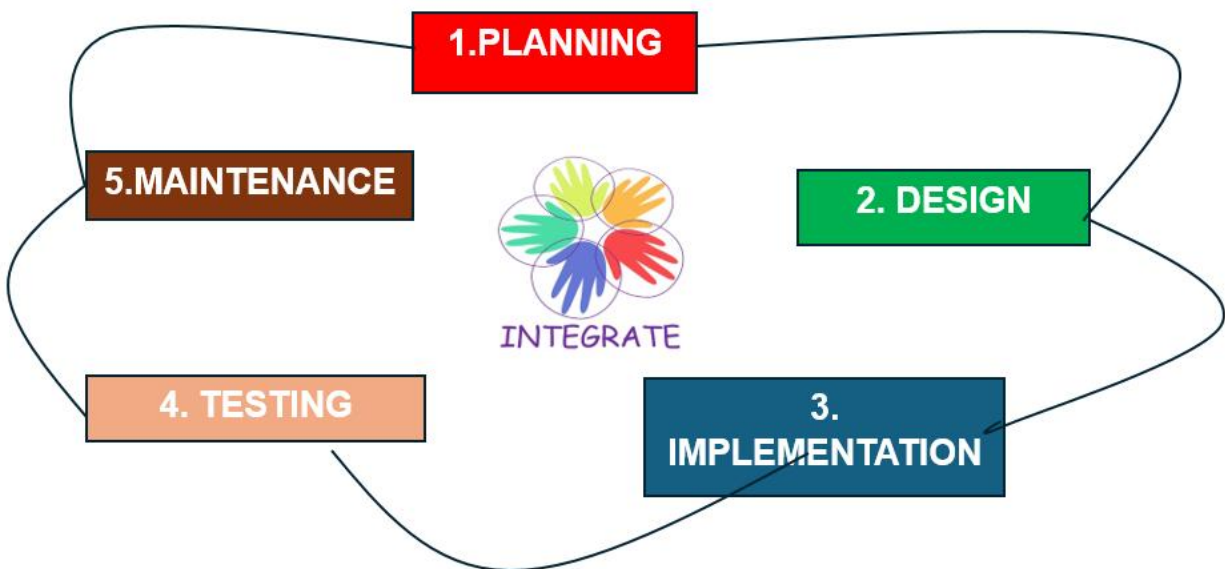 1.PLANNING
2. DESIGN
3.
IMPLEMENTATION
4. TESTING
5.MAINTENANCE
INTEGRATE